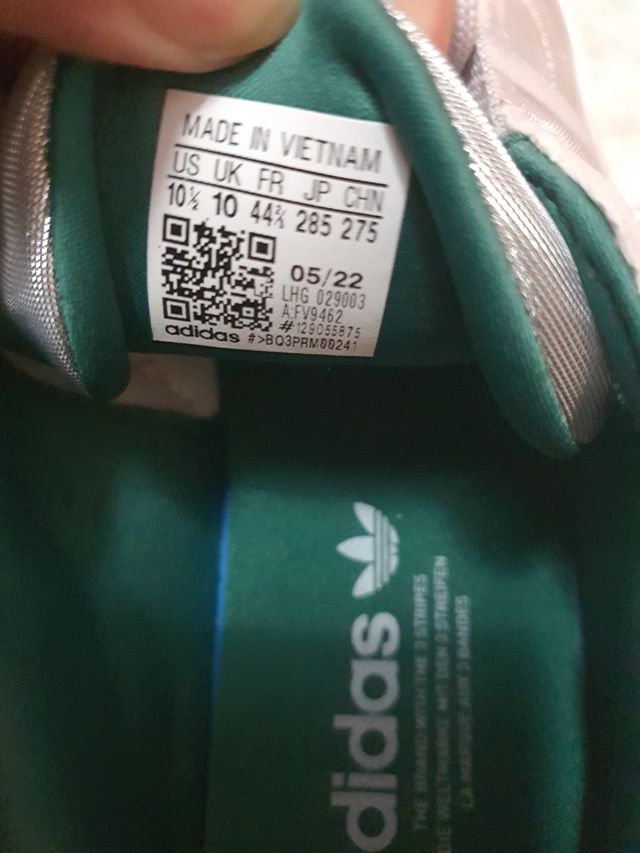 MADE IN VIETNAM
US UK FR JP CHN
10½ 10 44⅔ 285 275
05/22
LHG 029003
A:FV9462
#129055875
adidas #>BQ3PRM00241
adidas
THE BRAND WITH THE 3 STRIPES
DIE WELTMARKE MIT DEN 3 STREIFEN
LA MARQUE AUX 3 BANDES